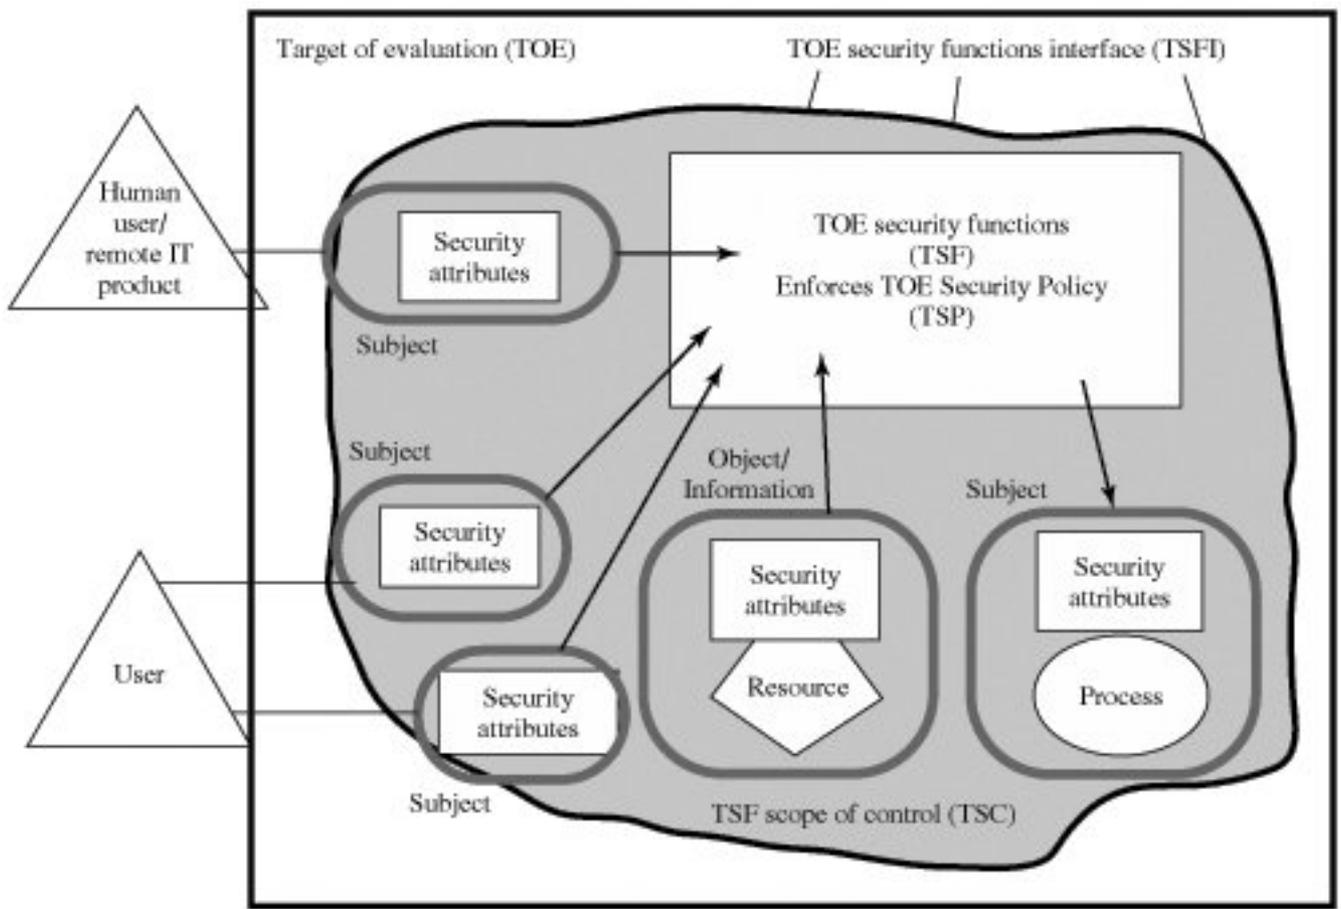 Target of evaluation (TOE)
TOE security functions interface (TSFI)
Human
user/
remote IT
product
Security
attributes
Subject
TOE security functions
(TSF)
Enforces TOE Security Policy
(TSP)
Subject
Security
attributes
Object/
Information
Subject
User
Security
attributes
Subject
Security
attributes
Resource
Security
attributes
Process
TSF scope of control (TSC)